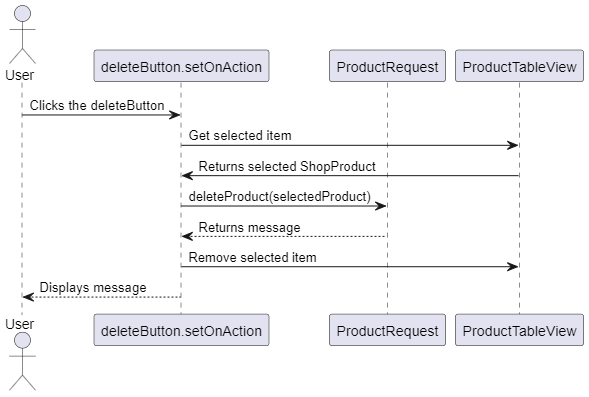 User
deleteButton.setOnAction
ProductRequest
ProductTableView
Clicks the deleteButton
Get selected item
Returns selected ShopProduct
deleteProduct(selectedProduct)
Returns message
Remove selected item
Displays message
User
deleteButton.setOnAction
ProductRequest
ProductTableView